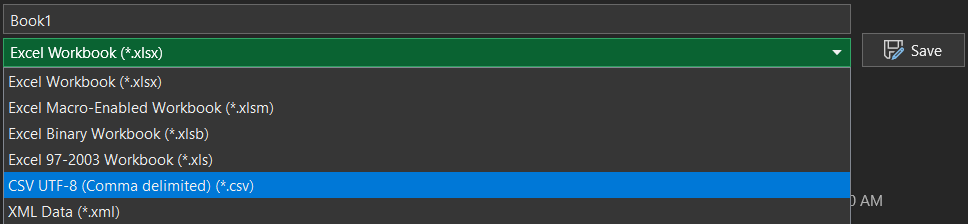 Book1
Excel Workbook (*.xlsx)
Save
Excel Workbook (*.xlsx)
Excel Macro-Enabled Workbook (*.xlsm)
Excel Binary Workbook (*.xlsb)
Excel 97-2003 Workbook (*.xls)
CSV UTF-8 (Comma delimited) (*.csv)
0 AM
XML Data (*.xml)